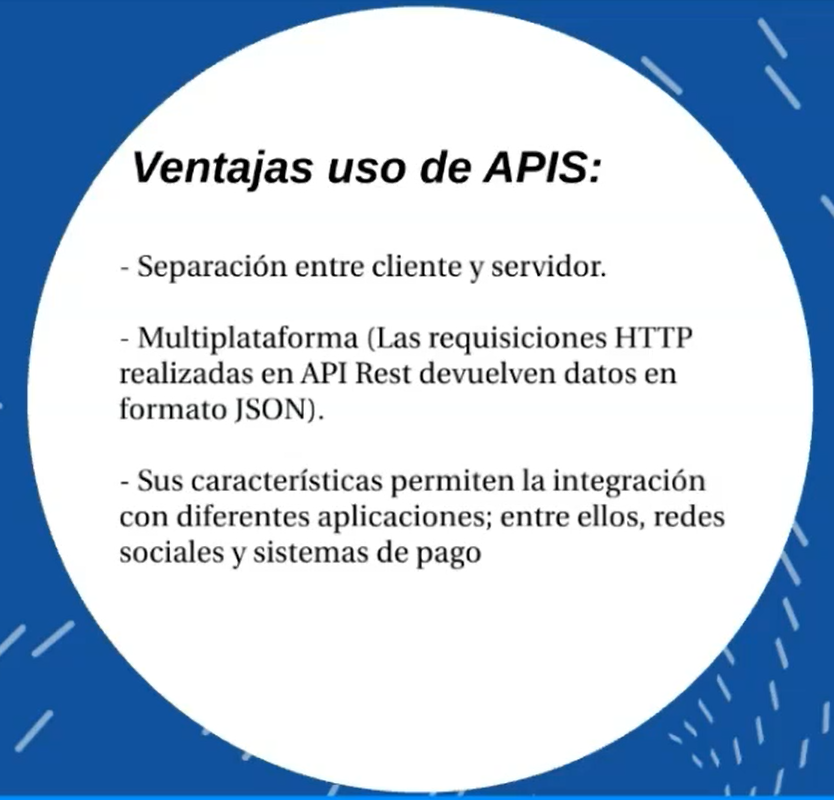 Ventajas uso de APIS:
- Separación entre cliente y servidor.
- Multiplataforma (Las requisiciones HTTP
realizadas en API Rest devuelven datos en
formato JSON).
- Sus características permiten la integración
con diferentes aplicaciones; entre ellos, redes
sociales y sistemas de pago